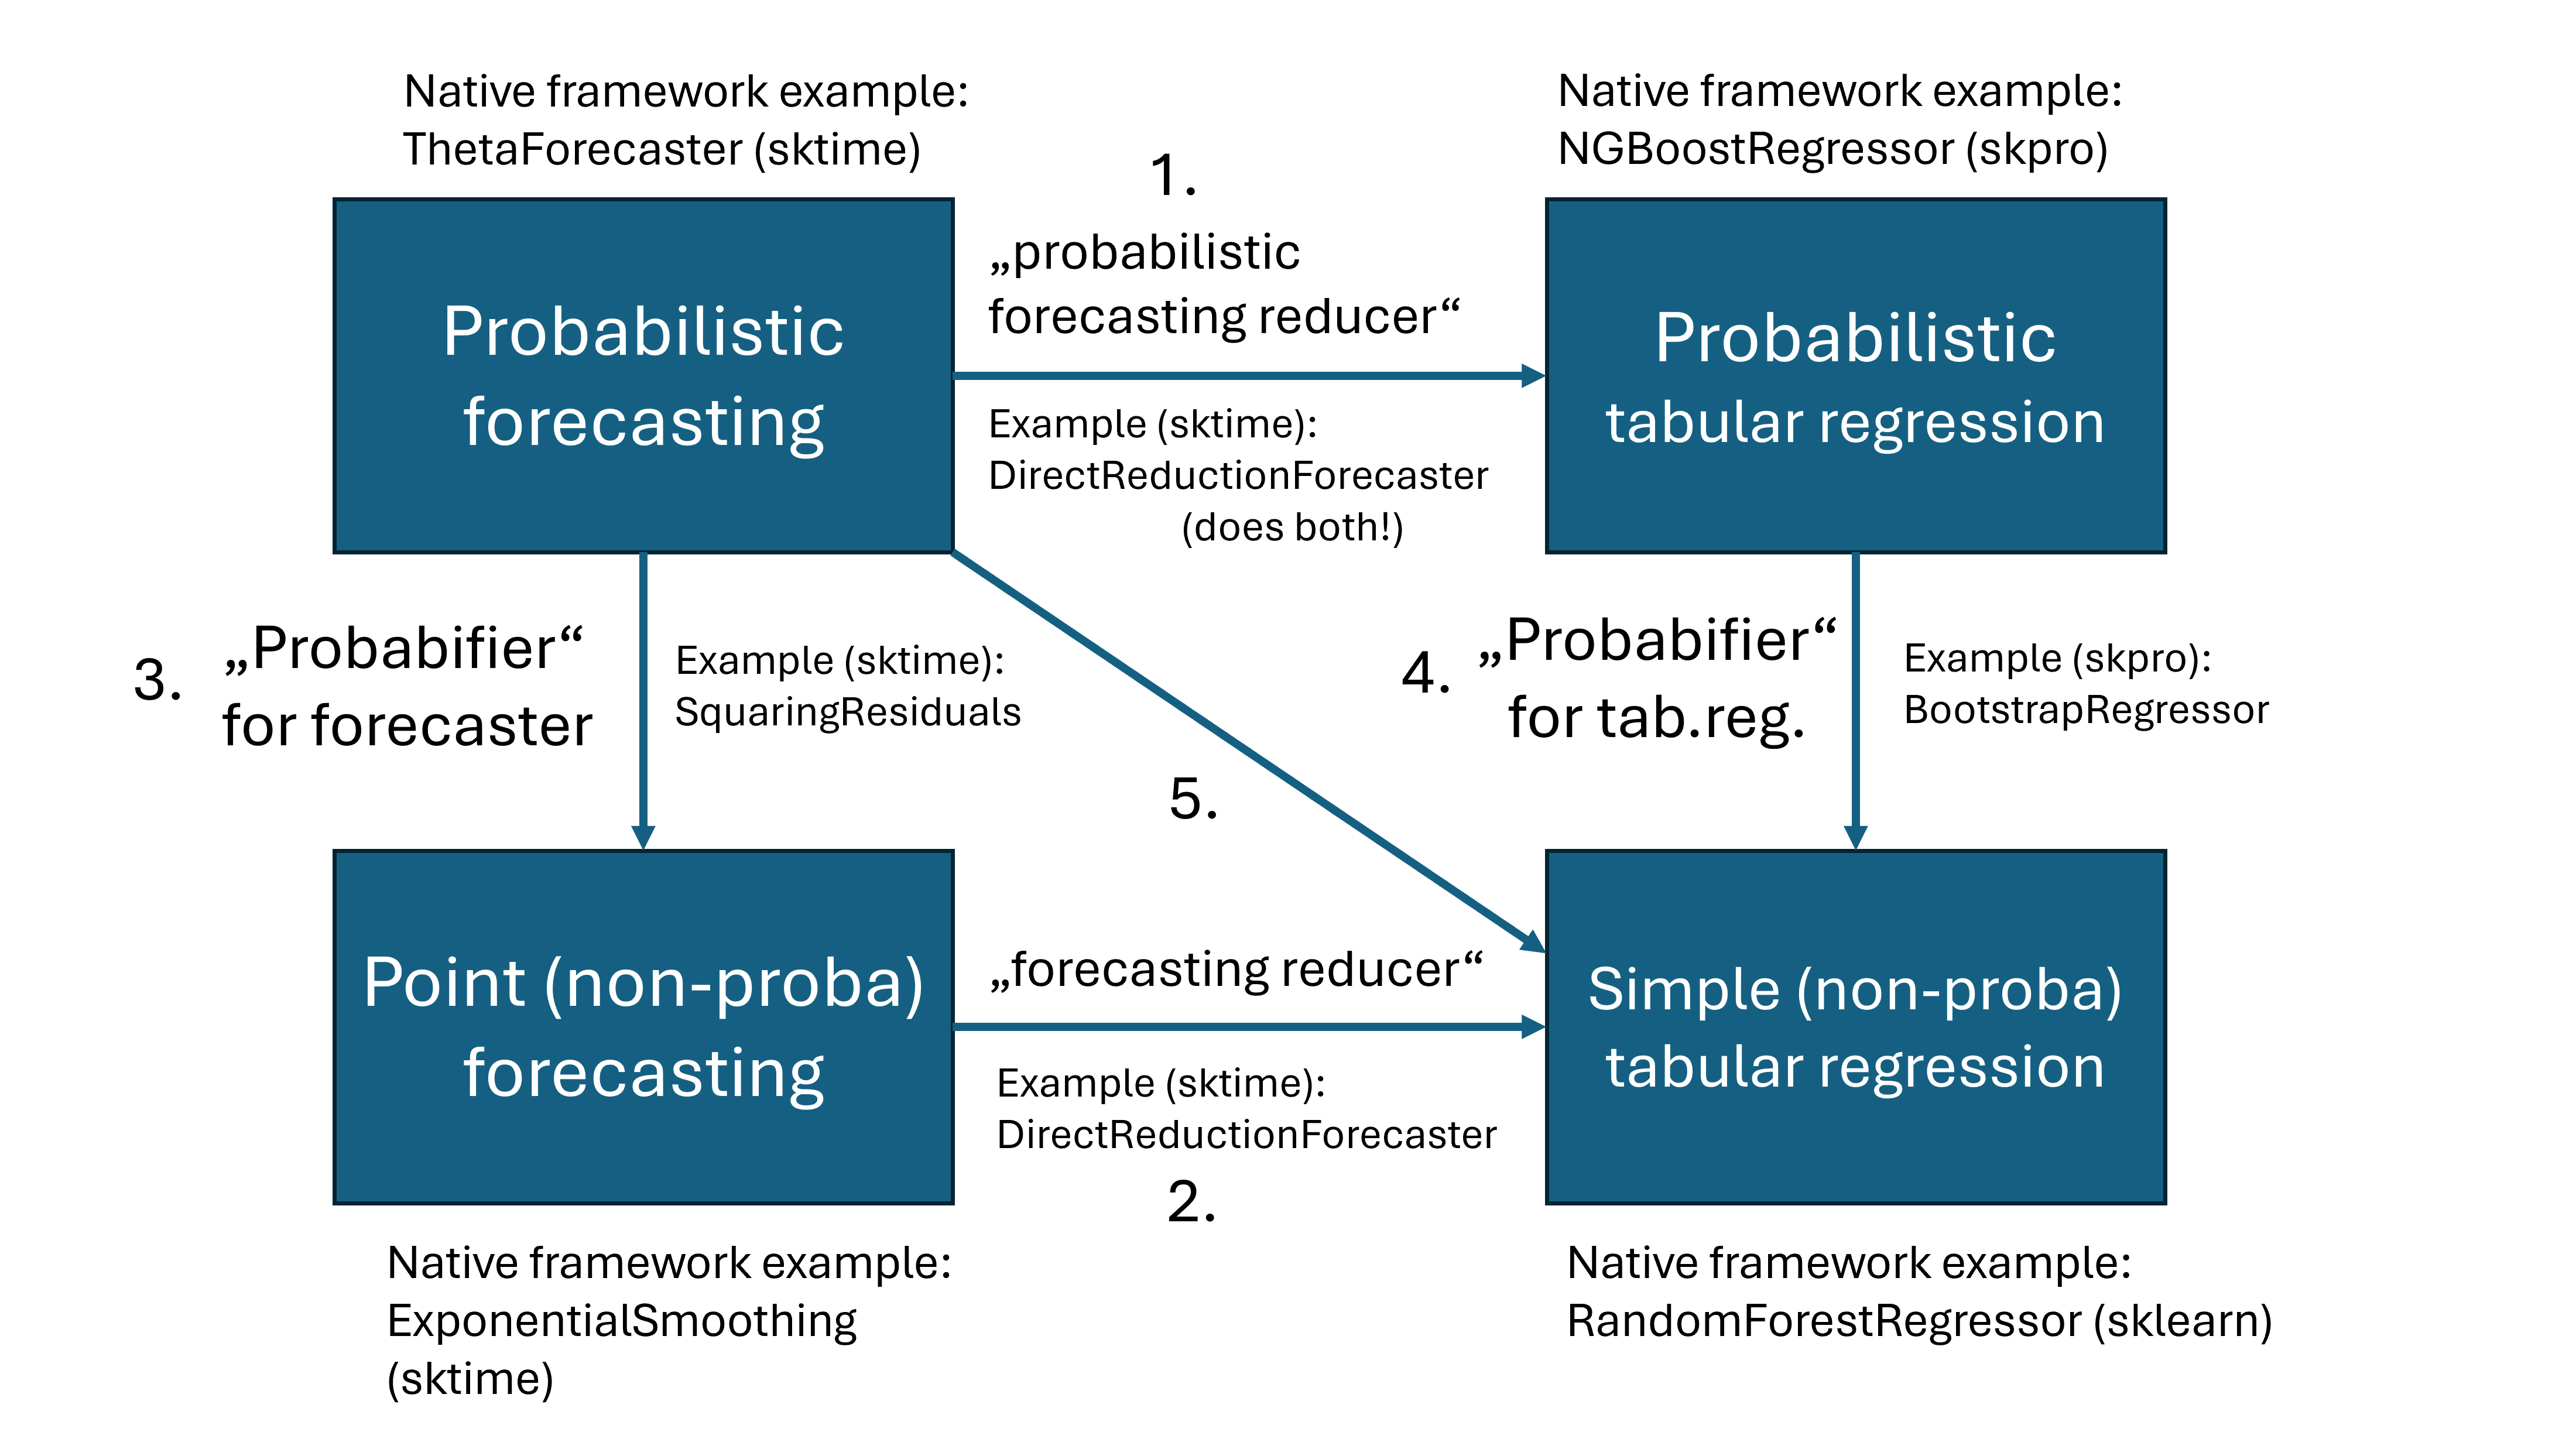 Native framework example:
ThetaForecaster (sktime)
Native framework example:
NGBoostRegressor (skpro)
1.
„probabilistic
forecasting reducer“
Probabilistic
forecasting
Probabilistic
tabular regression
Example (sktime):
DirectReductionForecaster
(does both!)
3.
„Probabifier“
for forecaster
Example (sktime):
SquaringResiduals
4.
„Probabifier“
for tab.reg.
Example (skpro):
BootstrapRegressor
5.
Point (non-proba)
forecasting
„forecasting reducer“
Example (sktime):
DirectReductionForecaster
2.
Simple (non-proba)
tabular regression
Native framework example:
ExponentialSmoothing
(sktime)
Native framework example:
RandomForestRegressor (sklearn)